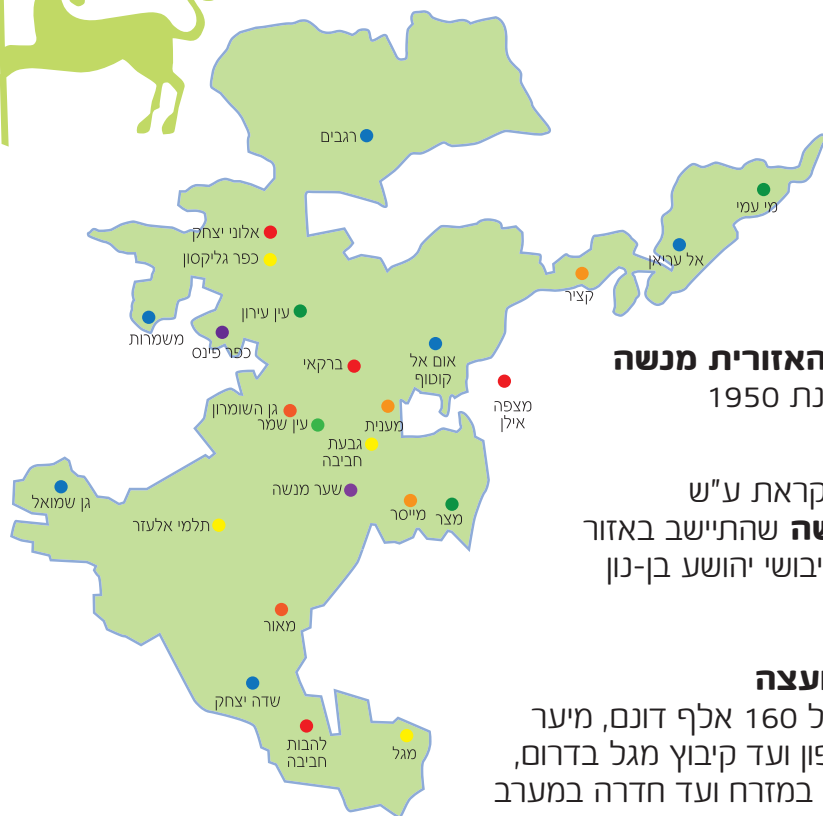 רגבים
מי עמי
אלוני יצחק
אל עריאן
כפר גליקסון
קציר
עין עירון
משמרות
כפר פינס
ברקאי
אום אל
קוטוף
מצפה
אילן
גן השומרון
עין שמר
מענית
גבעת
חביבה
שער מנשה
גן שמואל
מייסר
מצר
תלמי אלעזר
מאור
שדה יצחק
להבות
חביבה
מגל
האזורית מנשה
נת 1950
קראת ע"ש
שה שהתיישב באזור
יבושי יהושע בן-נון
ועצה
ל 160 אלף דונם, מיער
פון ועד קיבוץ מגל בדרום,
במזרח ועד חדרה במערב